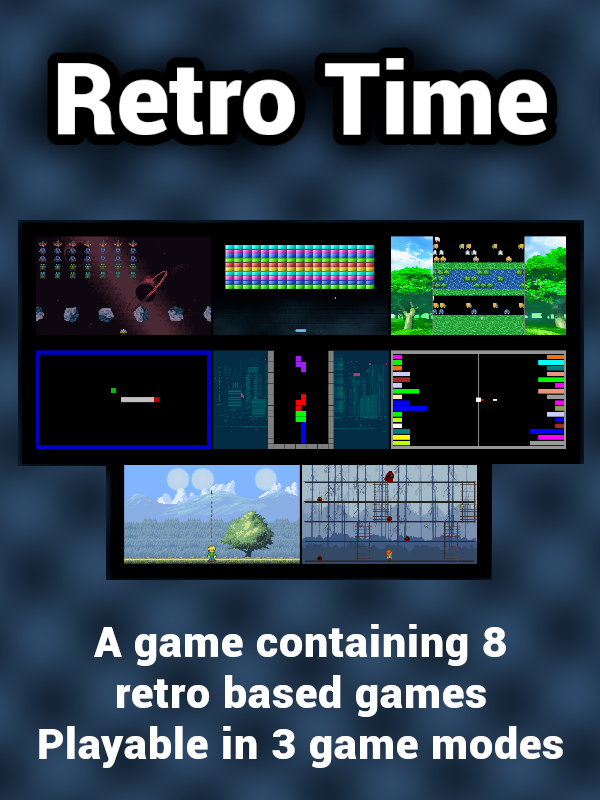 Retro Time
A game containing 8
retro based games
Playable in 3 game modes